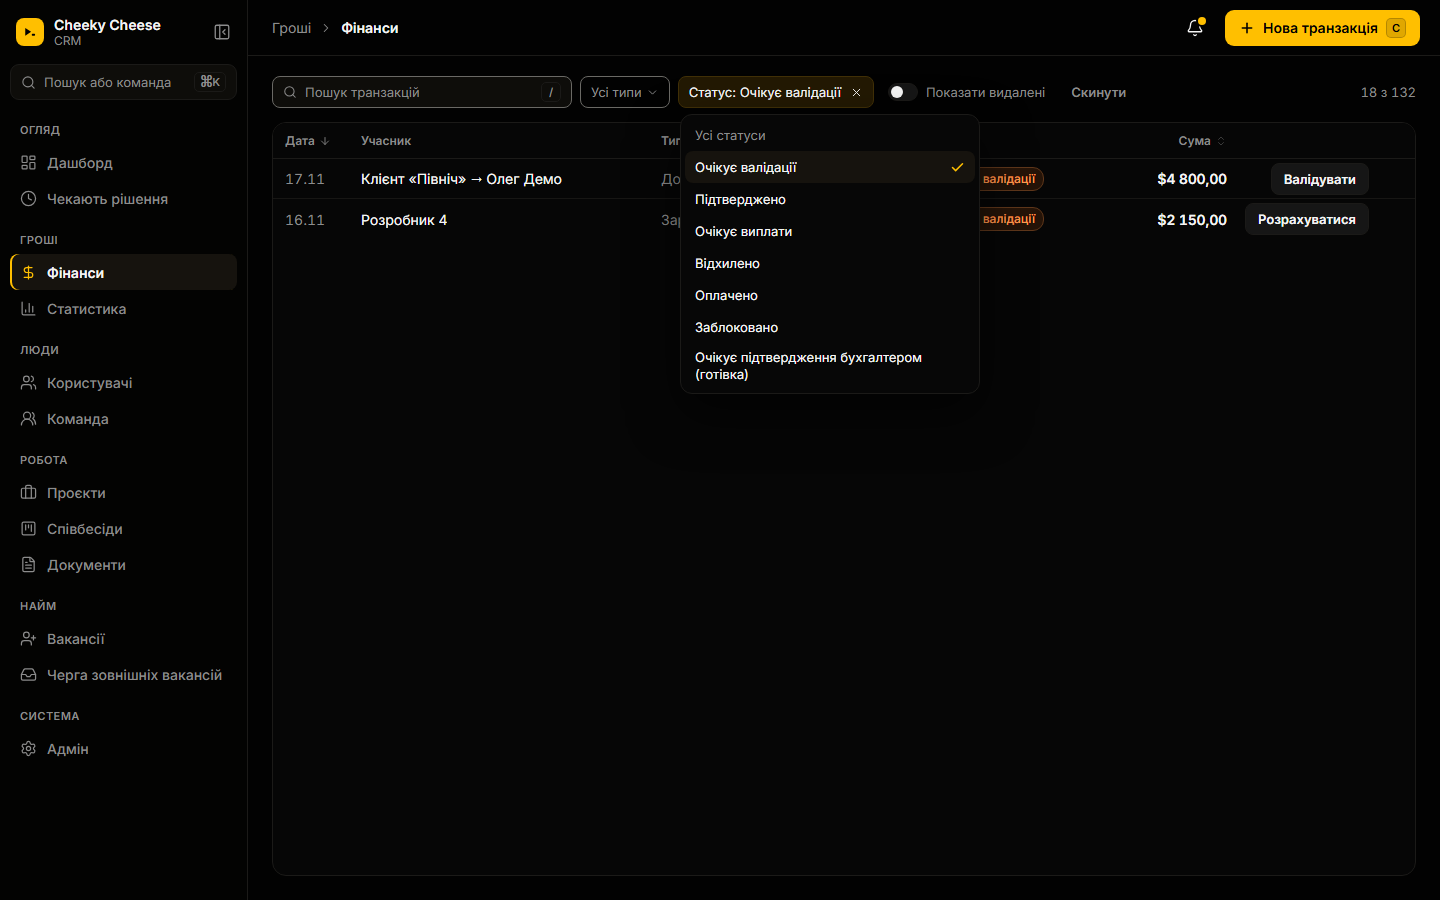 Cheeky Cheese
CRM
Пошук або команда ⌘K
ОГЛЯД
Дашборд
Чекають рішення
ГРОШІ
Фінанси
Статистика
ЛЮДИ
Користувачі
Команда
РОБОТА
Проєкти
Співбесіди
Документи
НАЙМ
Вакансії
Черга зовнішніх вакансій
СИСТЕМА
Адмін
Гроші > Фінанси
+ Нова транзакція C
Пошук транзакцій /
Усі типи
Статус: Очікує валідації ×
Показати видалені
Скинути
18 з 132
Дата ↓ Учасник Тип Сума
17.11 Клієнт «Північ» → Олег Демо До валідації $4 800,00 Валідувати
16.11 Розробник 4 Зар валідації $2 150,00 Розрахуватися
Усі статуси
Очікує валідації
Підтверджено
Очікує виплати
Відхилено
Оплачено
Заблоковано
Очікує підтвердження бухгалтером
(готівка)